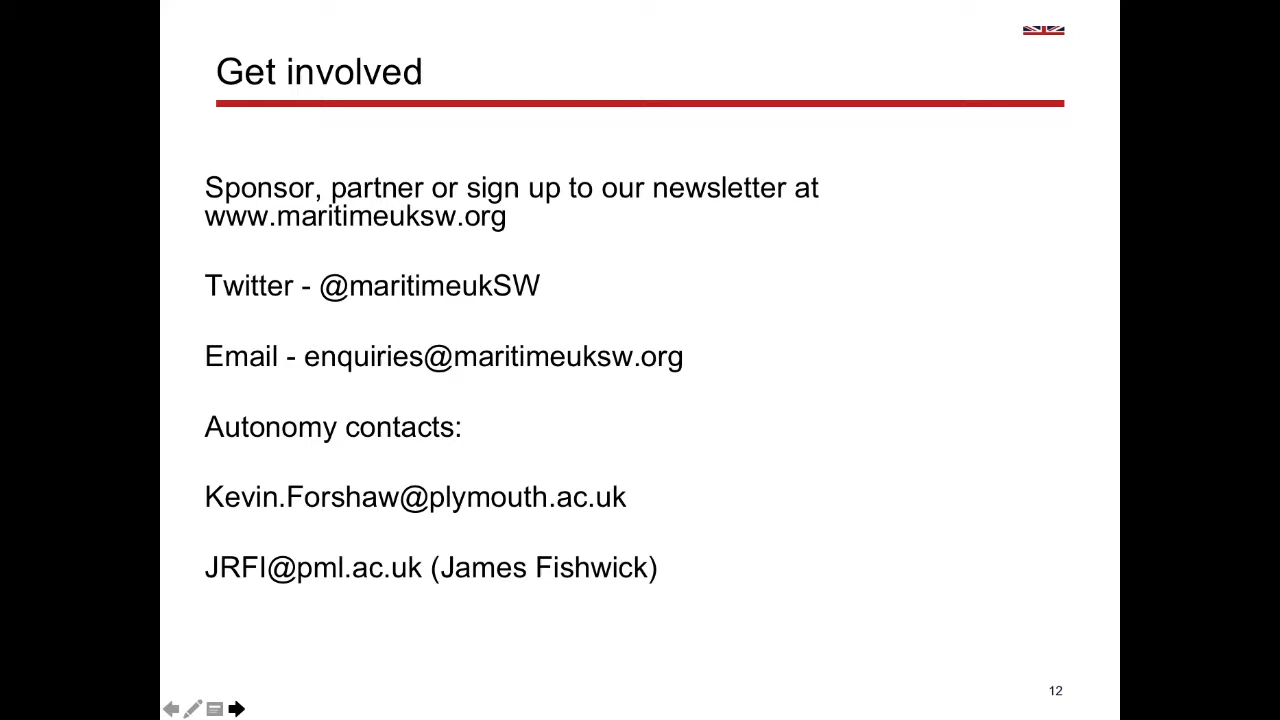 Get involved
Sponsor, partner or sign up to our newsletter at
www.maritimeuksw.org
Twitter - @maritimeukSW
Email - enquiries@maritimeuksw.org
Autonomy contacts:
Kevin.Forshaw@plymouth.ac.uk
JRFI@pml.ac.uk (James Fishwick)
12